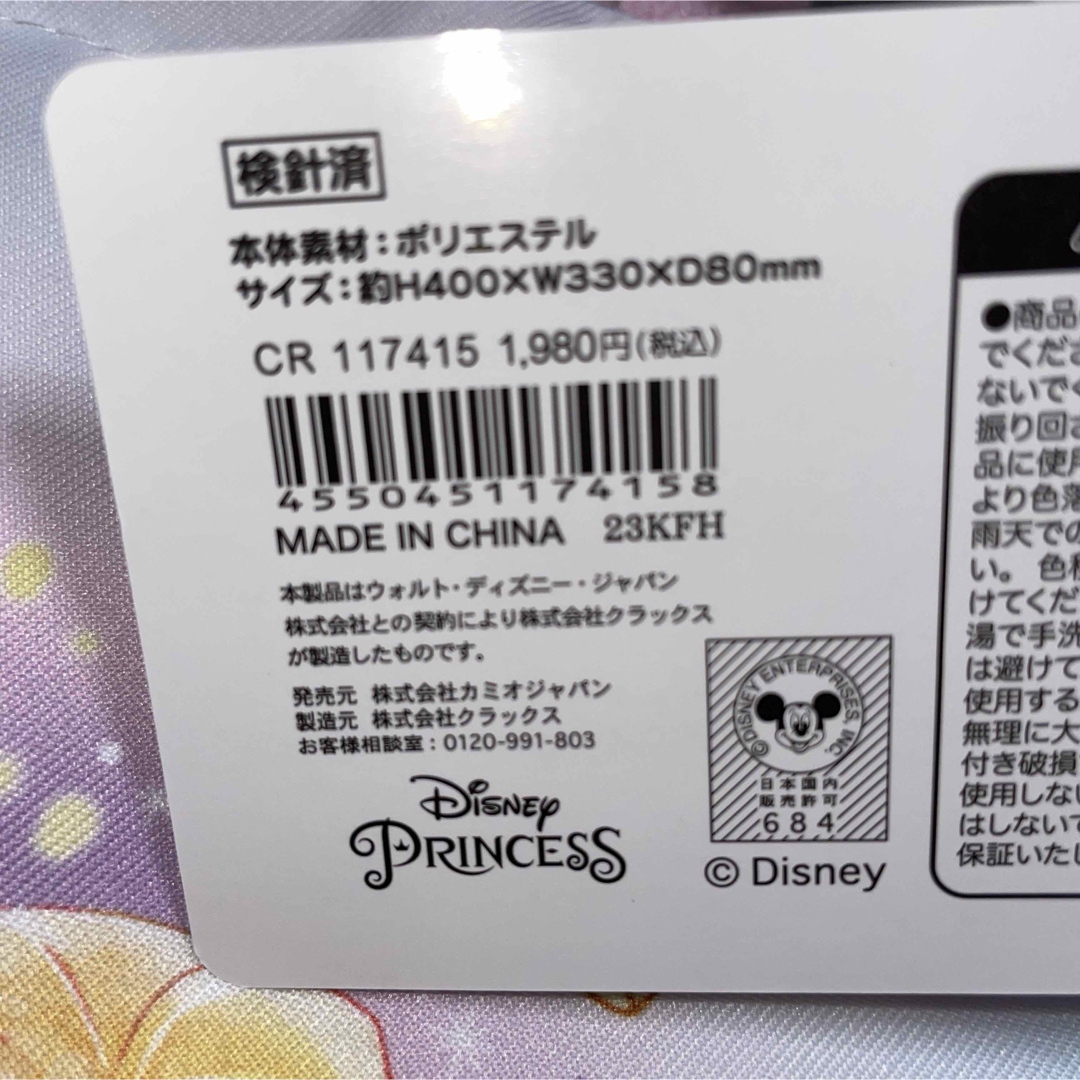 検針済
本体素材：ポリエステル
サイズ：約H400×W330×D80mm
CR 117415 1,980円(税込)
4550451174158
MADE IN CHINA 23KFH
本製品はウォルト・ディズニー・ジャパン
株式会社との契約により株式会社クラックス
が製造したものです。
発売元 株式会社カミオジャパン
製造元 株式会社クラックス
お客様相談室：0120-991-803
Disney
PRINCESS
©DISNEY ENTERPRISES, INC.
日本国内
販売許可
684
© Disney
●商品
でくださ
ないでく
振り回さ
品に使用
より色落
雨天での
い。色移
けてくだ
湯で手洗
は避けて
使用する
無理に大
付き破損
使用しない
はしないで
保証いたし